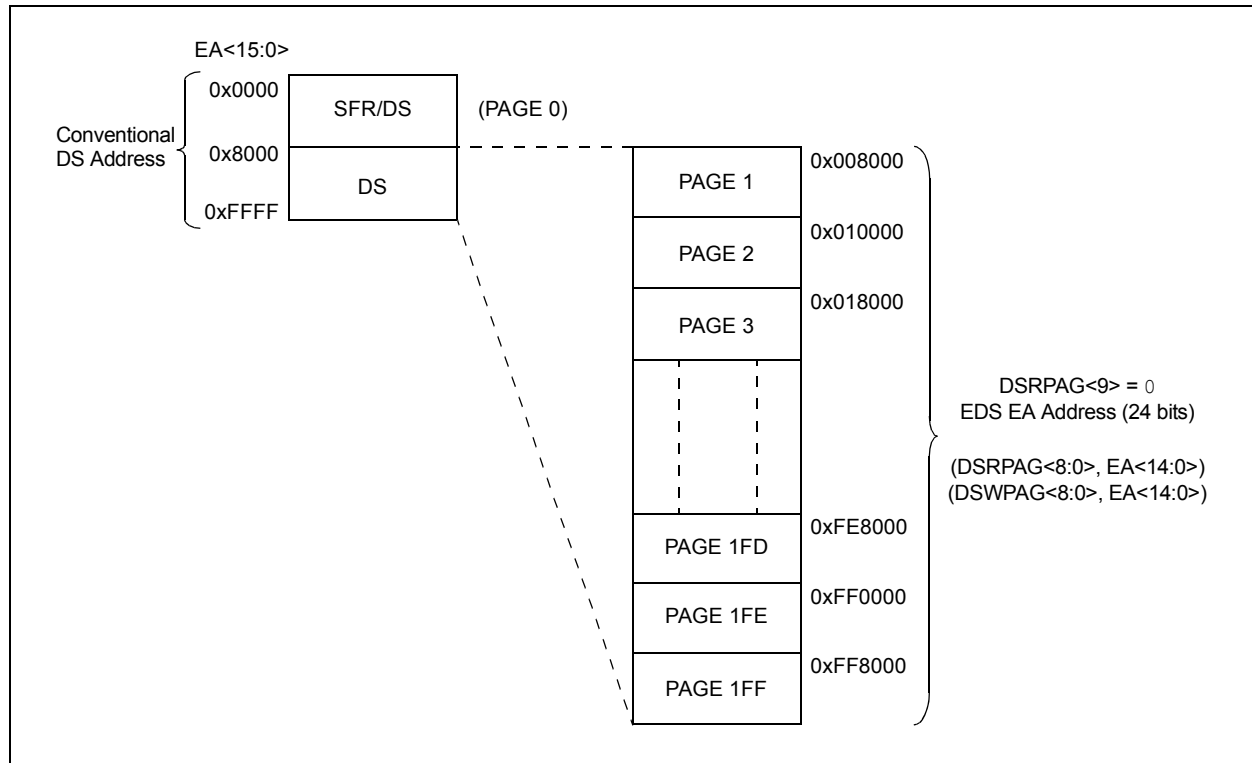 EA<15:0>
0x0000
SFR/DS
(PAGE 0)
Conventional
DS Address
0x8000
DS
0xFFFF
PAGE 1
0x008000
PAGE 2
0x010000
PAGE 3
0x018000
DSRPAG<9> = 0
EDS EA Address (24 bits)
(DSRPAG<8:0>, EA<14:0>)
(DSWPAG<8:0>, EA<14:0>)
PAGE 1FD
0xFE8000
PAGE 1FE
0xFF0000
PAGE 1FF
0xFF8000